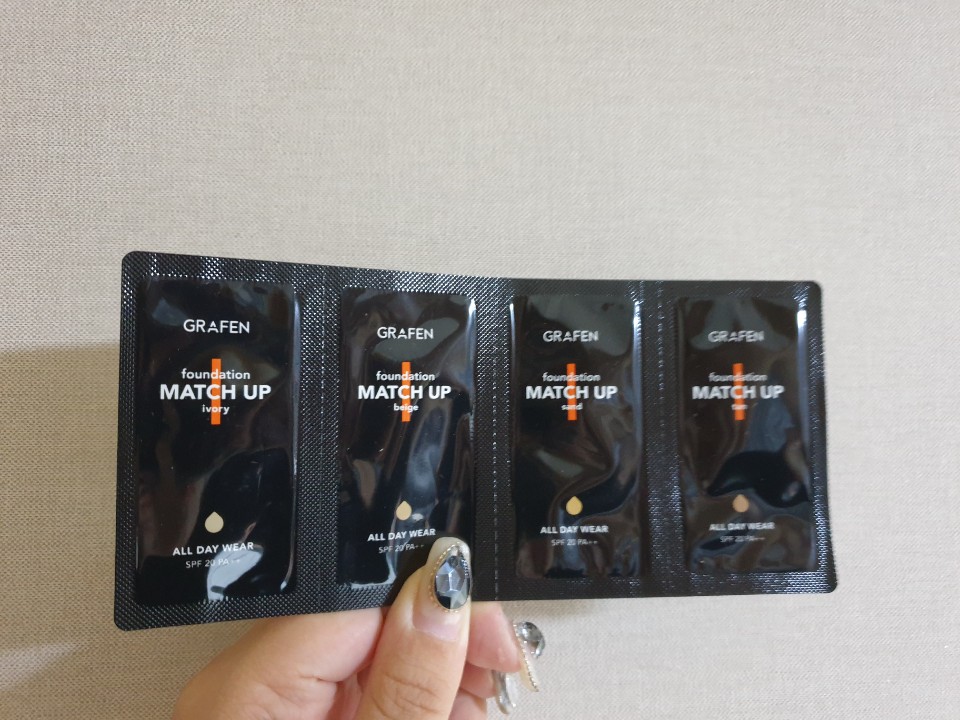 GRAFEN
foundation
MATCH UP
ivory
ALL DAY WEAR
SPF 20 PA++
GRAFEN
foundation
MATCH UP
beige
ALL DAY WEAR
SPF 20 PA++
GRAFEN
foundation
MATCH UP
sand
ALL DAY WEAR
SPF 20 PA++
GRAFEN
foundation
MATCH UP
tan
ALL DAY WEAR
SPF 20 PA++